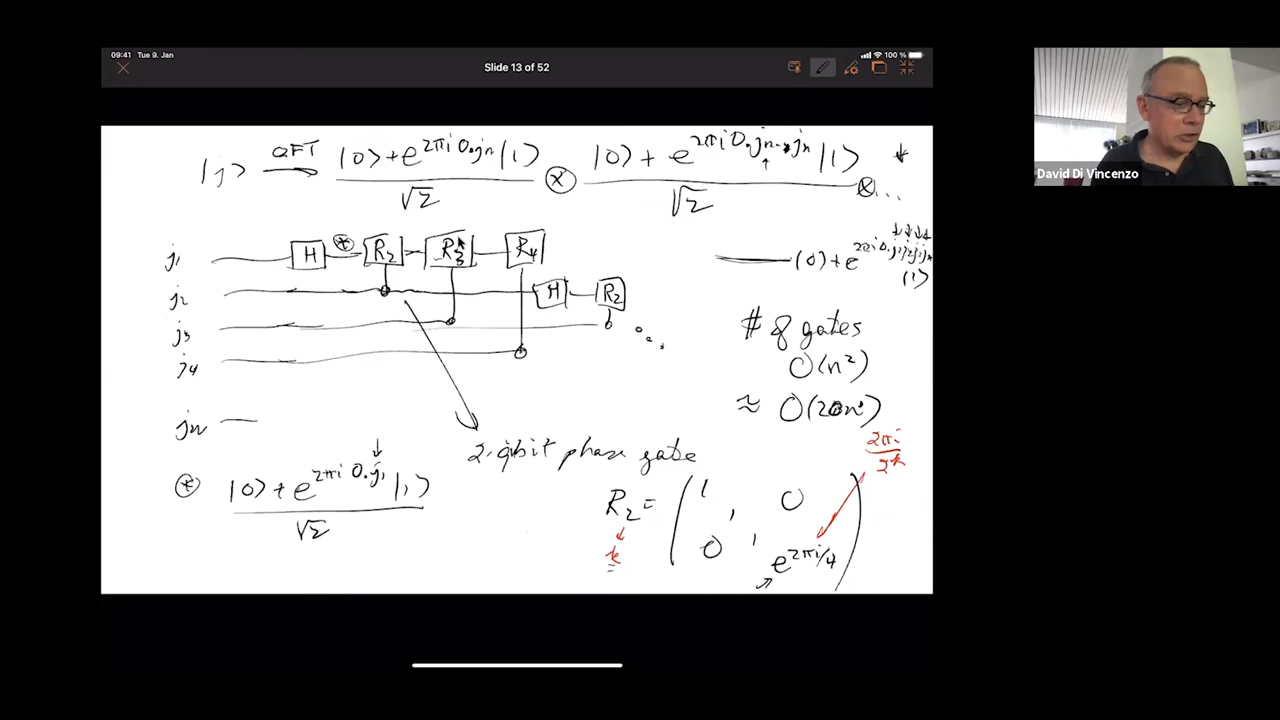 09:41 Tue 9. Jan
100 %
Slide 13 of 52
|j⟩ QFT |0⟩+e^{2πi 0.jn}|1⟩ / √2 ⊗ |0⟩ + e^{2πi 0.jn-1jn}|1⟩ / √2 ⊗ ...
David Di Vincenzo
j1 H ⊛ R2 R3 R4
|0⟩+e^{2πi 0.j1j2j3jn}|1⟩
j2 H R2
# of gates
j3
O(n²)
j4
≈ O(20n)
jn
2πi / 2^k
2-qubit phase gate
⊛ |0⟩+e^{2πi 0.j1}|1⟩ / √2
R2 = ( 1 , 0
k
0 , e^{2πi/4} )